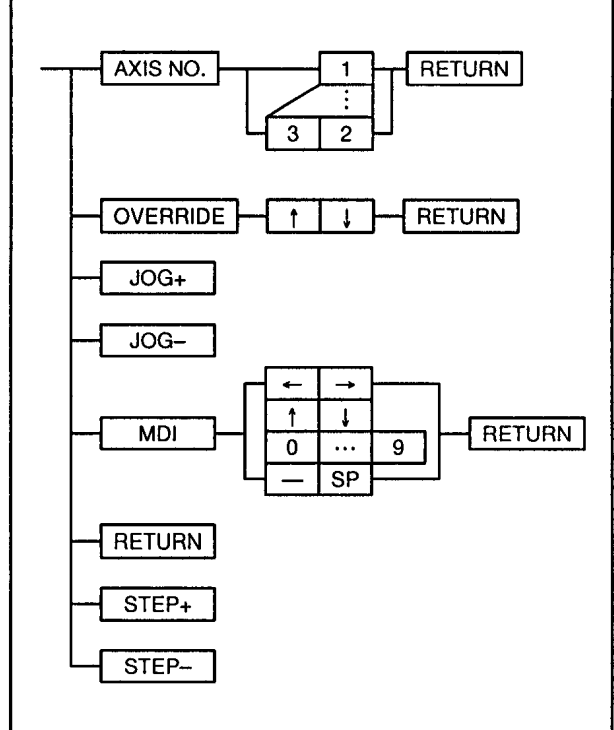 AXIS NO. 1 RETURN
⋮
3 2
OVERRIDE ↑ ↓ RETURN
JOG+
JOG–
← →
↑ ↓
MDI RETURN
0 ⋯ 9
— SP
RETURN
STEP+
STEP–